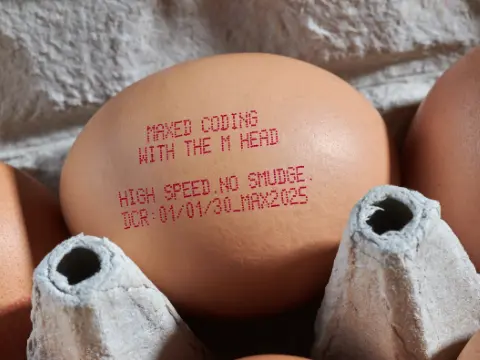 MAXED CODING
WITH THE M HEAD
HIGH SPEED.NO SMUDGE.
DCR:01/01/30_MAX2025